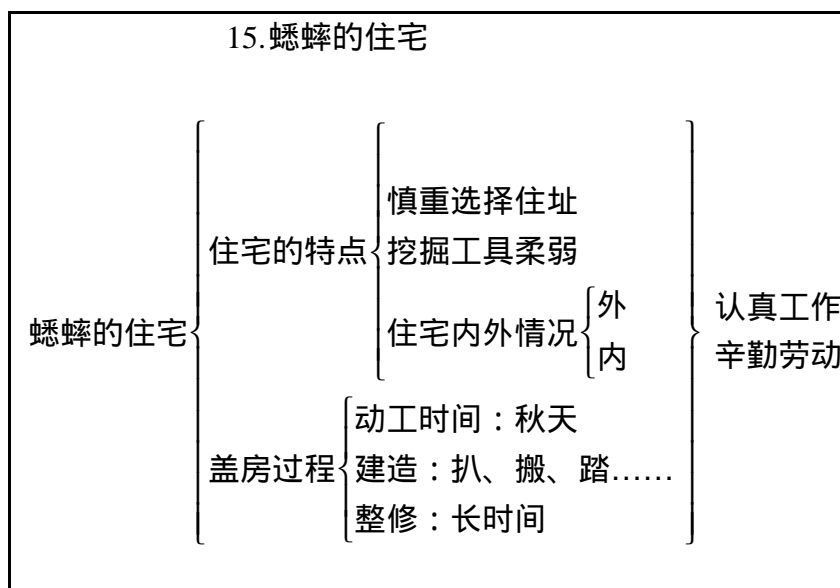 15.蟋蟀的住宅
蟋蟀的住宅
住宅的特点
慎重选择住址
挖掘工具柔弱
住宅内外情况
外
内
盖房过程
动工时间：秋天
建造：扒、搬、踏……
整修：长时间
认真工作
辛勤劳动